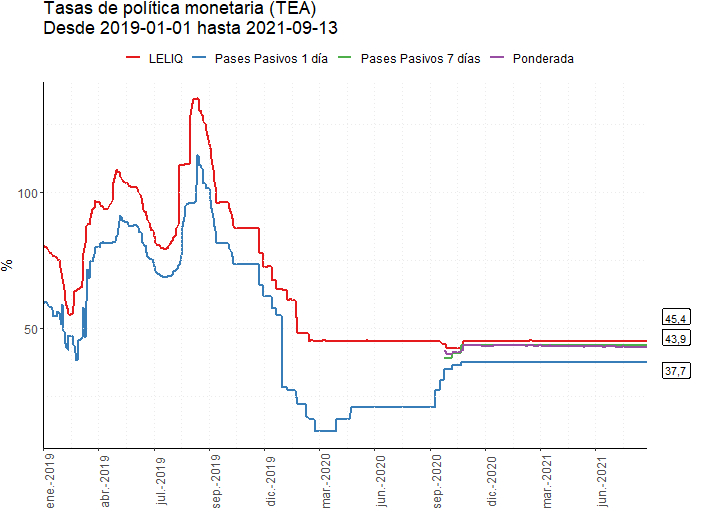 Tasas de política monetaria (TEA)
Desde 2019-01-01 hasta 2021-09-13
LELIQ Pases Pasivos 1 día Pases Pasivos 7 días Ponderada
%
100
50
45,4
43,9
37,7
ene.-2019 abr.-2019 jul.-2019 sep.-2019 dic.-2019 mar.-2020 jun.-2020 sep.-2020 dic.-2020 mar.-2021 jun.-2021